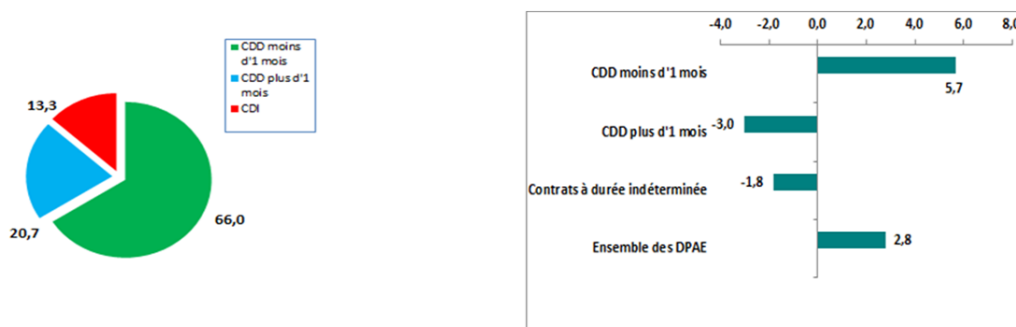 CDD moins
d'1 mois
CDD plus d'1
mois
CDI
13,3
66,0
20,7
-4,0 -2,0 0,0 2,0 4,0 6,0 8,0
CDD moins d'1 mois
5,7
CDD plus d'1 mois
-3,0
Contrats à durée indéterminée
-1,8
Ensemble des DPAE
2,8